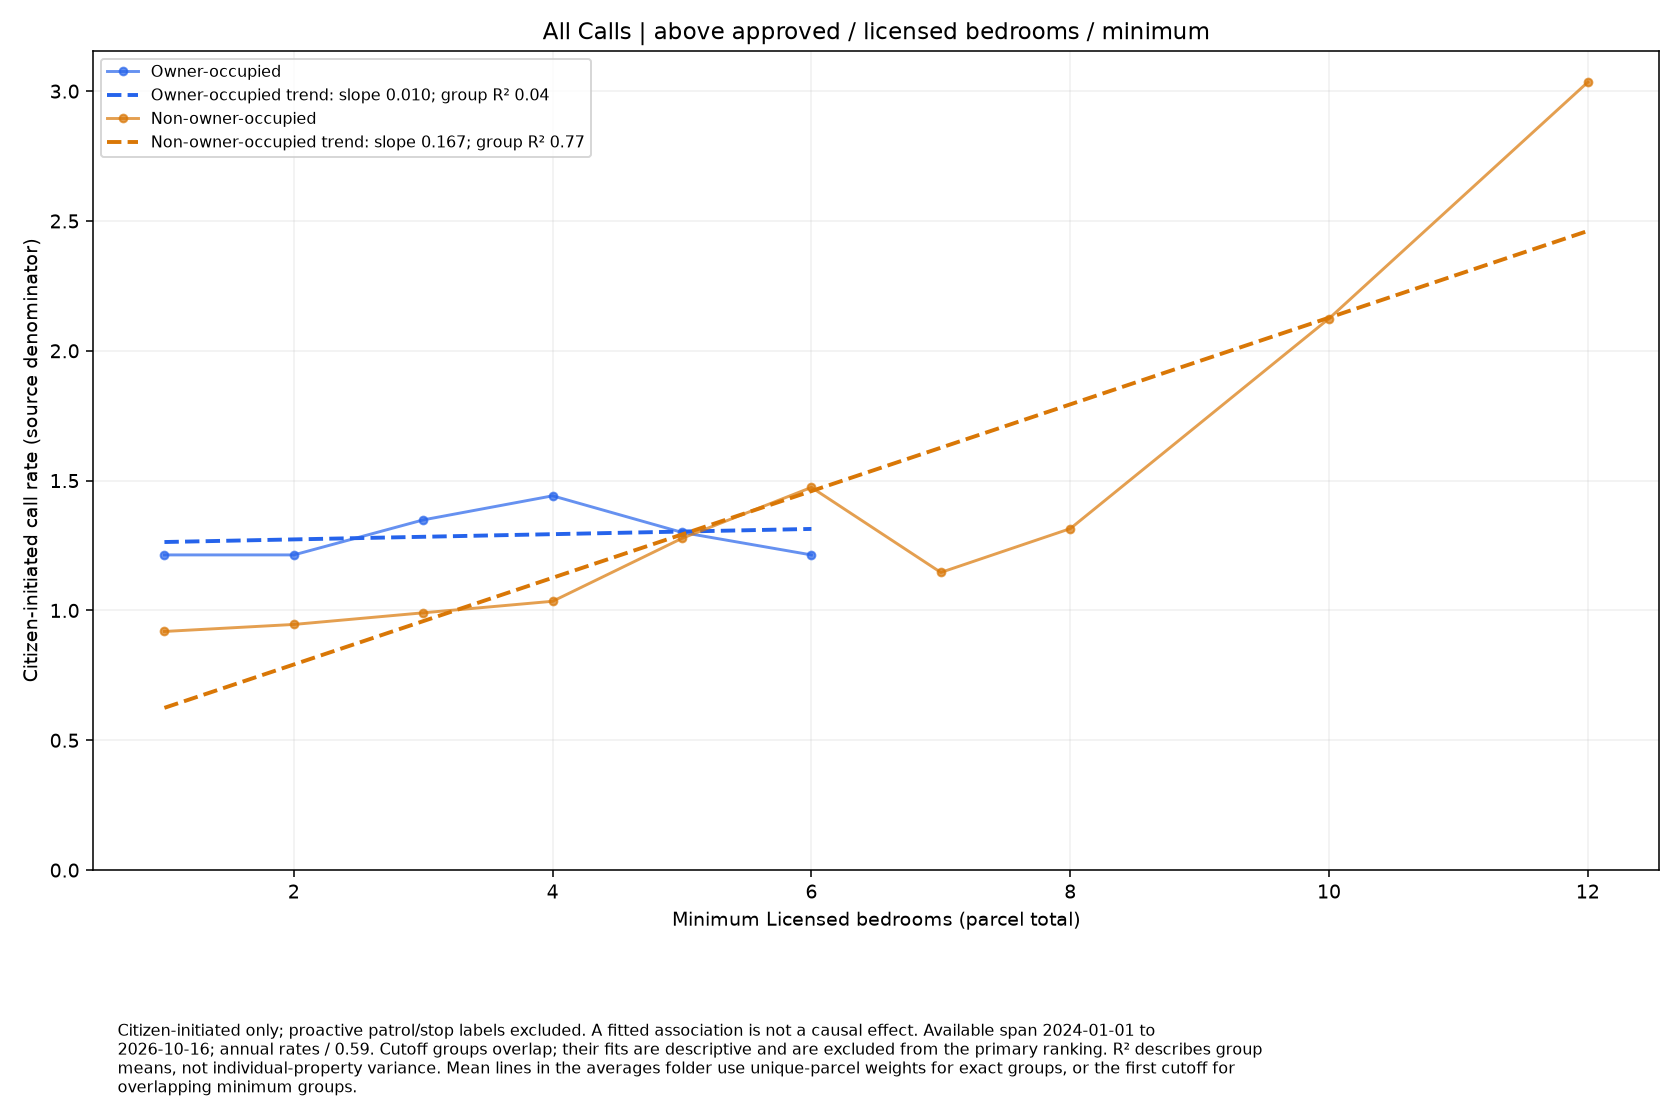 All Calls | above approved / licensed bedrooms / minimum
Owner-occupied
Owner-occupied trend: slope 0.010; group R² 0.04
Non-owner-occupied
Non-owner-occupied trend: slope 0.167; group R² 0.77
Citizen-initiated call rate (source denominator)
3.0
2.5
2.0
1.5
1.0
0.5
0.0
2 4 6 8 10 12
Minimum Licensed bedrooms (parcel total)
Citizen-initiated only; proactive patrol/stop labels excluded. A fitted association is not a causal effect. Available span 2024-01-01 to
2026-10-16; annual rates / 0.59. Cutoff groups overlap; their fits are descriptive and are excluded from the primary ranking. R² describes group
means, not individual-property variance. Mean lines in the averages folder use unique-parcel weights for exact groups, or the first cutoff for
overlapping minimum groups.